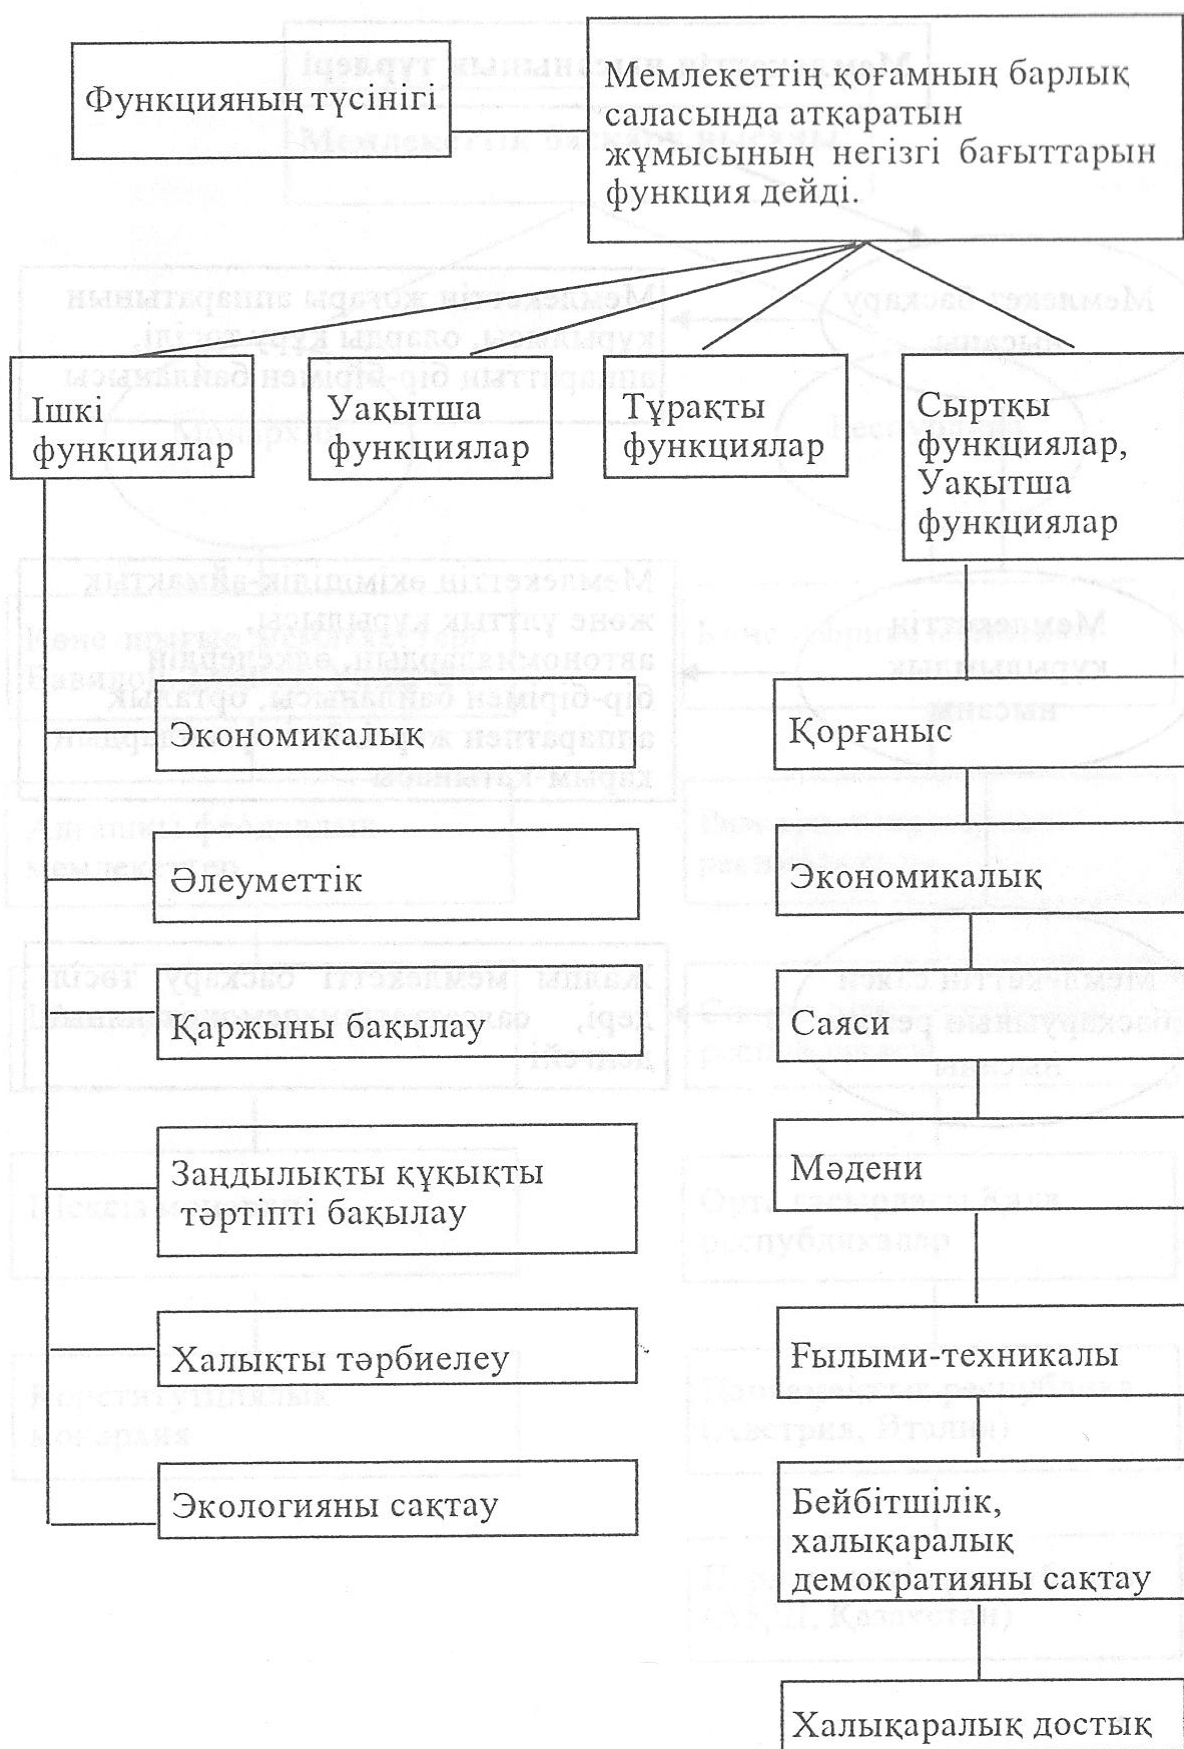 Функцияның түсінігі
Мемлекеттің қоғамның барлық
саласында атқаратын
жұмысының негізгі бағыттарын
функция дейді.
Ішкі
функциялар
Уақытша
функциялар
Тұрақты
функциялар
Сыртқы
функциялар,
Уақытша
функциялар
Экономикалық
Әлеуметтік
Қаржыны бақылау
Заңдылықты құқықты
тәртіпті бақылау
Халықты тәрбиелеу
Экологияны сақтау
Қорғаныс
Экономикалық
Саяси
Мәдени
Ғылыми-техникалы
Бейбітшілік,
халықаралық
демократияны сақтау
Халықаралық достық